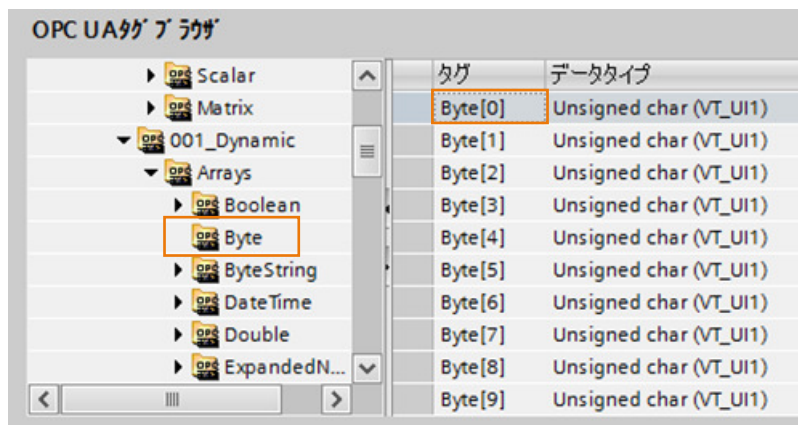 OPC UAﾀｸﾞ ﾌﾞ ﾗｳｻﾞ
Scalar
Matrix
001_Dynamic
Arrays
Boolean
Byte
ByteString
DateTime
Double
ExpandedN...
タグ データタイプ
Byte[0] Unsigned char (VT_UI1)
Byte[1] Unsigned char (VT_UI1)
Byte[2] Unsigned char (VT_UI1)
Byte[3] Unsigned char (VT_UI1)
Byte[4] Unsigned char (VT_UI1)
Byte[5] Unsigned char (VT_UI1)
Byte[6] Unsigned char (VT_UI1)
Byte[7] Unsigned char (VT_UI1)
Byte[8] Unsigned char (VT_UI1)
Byte[9] Unsigned char (VT_UI1)